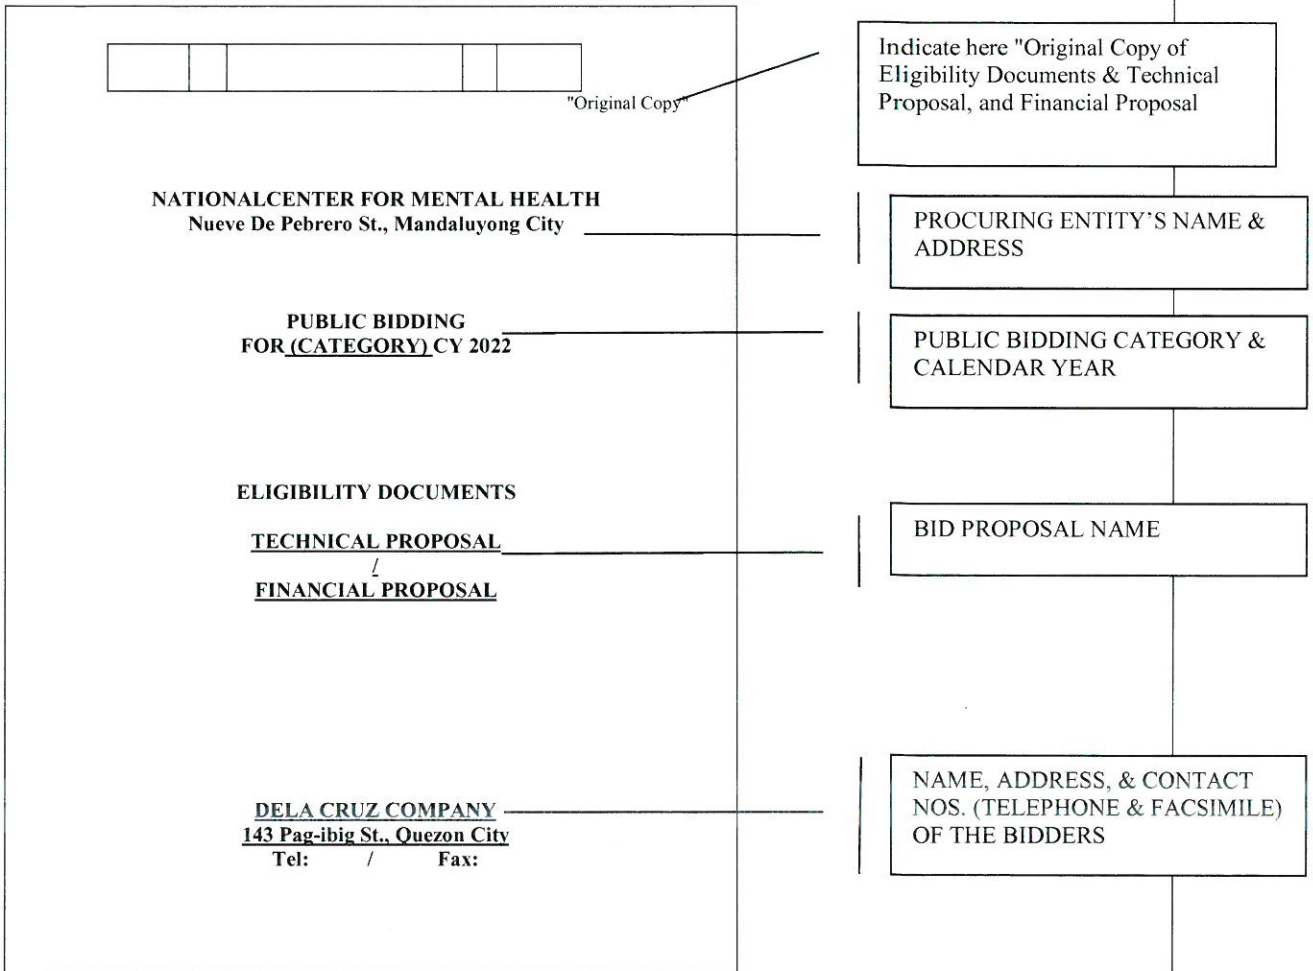 "Original Copy"
Indicate here "Original Copy of
Eligibility Documents & Technical
Proposal, and Financial Proposal
NATIONALCENTER FOR MENTAL HEALTH
Nueve De Pebrero St., Mandaluyong City
PROCURING ENTITY'S NAME &
ADDRESS
PUBLIC BIDDING
FOR (CATEGORY) CY 2022
PUBLIC BIDDING CATEGORY &
CALENDAR YEAR
ELIGIBILITY DOCUMENTS
TECHNICAL PROPOSAL
/
FINANCIAL PROPOSAL
BID PROPOSAL NAME
DELA CRUZ COMPANY
143 Pag-ibig St., Quezon City
Tel: / Fax:
NAME, ADDRESS, & CONTACT
NOS. (TELEPHONE & FACSIMILE)
OF THE BIDDERS